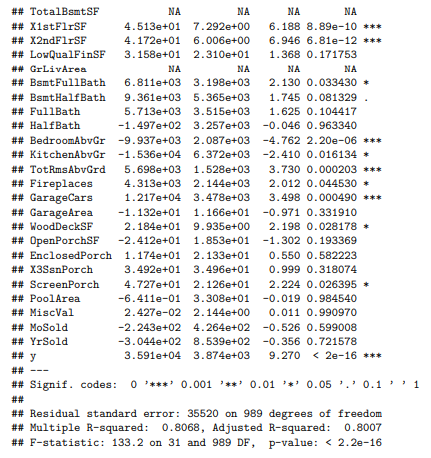 ## TotalBsmtSF NA NA NA NA
## X1stFlrSF 4.513e+01 7.292e+00 6.188 8.89e-10 ***
## X2ndFlrSF 4.172e+01 6.006e+00 6.946 6.81e-12 ***
## LowQualFinSF 3.158e+01 2.310e+01 1.368 0.171753
## GrLivArea NA NA NA NA
## BsmtFullBath 6.811e+03 3.198e+03 2.130 0.033430 *
## BsmtHalfBath 9.361e+03 5.365e+03 1.745 0.081329 .
## FullBath 5.713e+03 3.515e+03 1.625 0.104417
## HalfBath -1.497e+02 3.257e+03 -0.046 0.963340
## BedroomAbvGr -9.937e+03 2.087e+03 -4.762 2.20e-06 ***
## KitchenAbvGr -1.536e+04 6.372e+03 -2.410 0.016134 *
## TotRmsAbvGrd 5.698e+03 1.528e+03 3.730 0.000203 ***
## Fireplaces 4.313e+03 2.144e+03 2.012 0.044530 *
## GarageCars 1.217e+04 3.478e+03 3.498 0.000490 ***
## GarageArea -1.132e+01 1.166e+01 -0.971 0.331910
## WoodDeckSF 2.184e+01 9.935e+00 2.198 0.028178 *
## OpenPorchSF -2.412e+01 1.853e+01 -1.302 0.193369
## EnclosedPorch 1.174e+01 2.133e+01 0.550 0.582223
## X3SsnPorch 3.492e+01 3.496e+01 0.999 0.318074
## ScreenPorch 4.727e+01 2.126e+01 2.224 0.026395 *
## PoolArea -6.411e-01 3.308e+01 -0.019 0.984540
## MiscVal 2.427e-02 2.144e+00 0.011 0.990970
## MoSold -2.243e+02 4.264e+02 -0.526 0.599008
## YrSold -3.044e+02 8.539e+02 -0.356 0.721578
## y 3.591e+04 3.874e+03 9.270 < 2e-16 ***
## ---
## Signif. codes: 0 '***' 0.001 '**' 0.01 '*' 0.05 '.' 0.1 ' ' 1
##
## Residual standard error: 35520 on 989 degrees of freedom
## Multiple R-squared: 0.8068, Adjusted R-squared: 0.8007
## F-statistic: 133.2 on 31 and 989 DF, p-value: < 2.2e-16